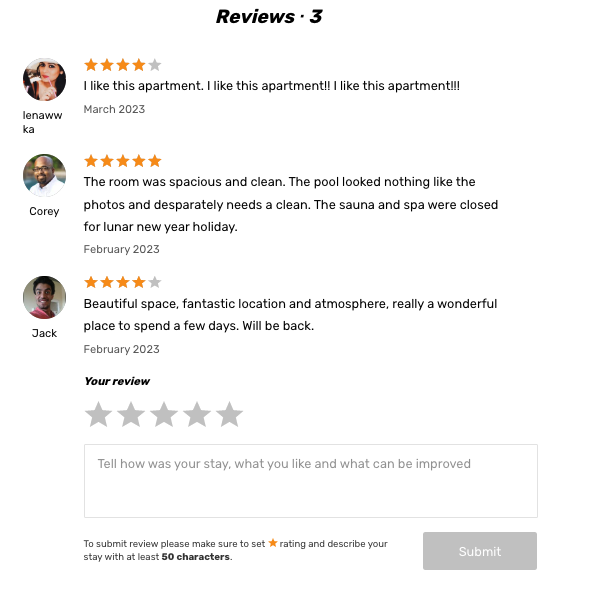 Reviews · 3
I like this apartment. I like this apartment!! I like this apartment!!!
March 2023
lenaww
ka
The room was spacious and clean. The pool looked nothing like the
photos and desparately needs a clean. The sauna and spa were closed
for lunar new year holiday.
Corey
February 2023
Beautiful space, fantastic location and atmosphere, really a wonderful
place to spend a few days. Will be back.
Jack
February 2023
Your review
Tell how was your stay, what you like and what can be improved
To submit review please make sure to set ★ rating and describe your
stay with at least 50 characters.
Submit